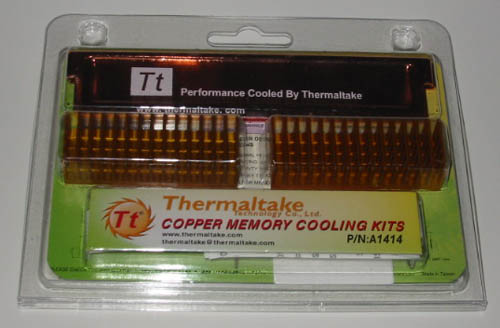 Tt
Performance Cooled By Thermaltake
www.thermaltake.com
Tt
Thermaltake
Technology Co., Ltd.
COPPER MEMORY COOLING KITS
www.thermaltake.com
thermaltake@thermaltake.com
P/N:A1414
Made in Taiwan